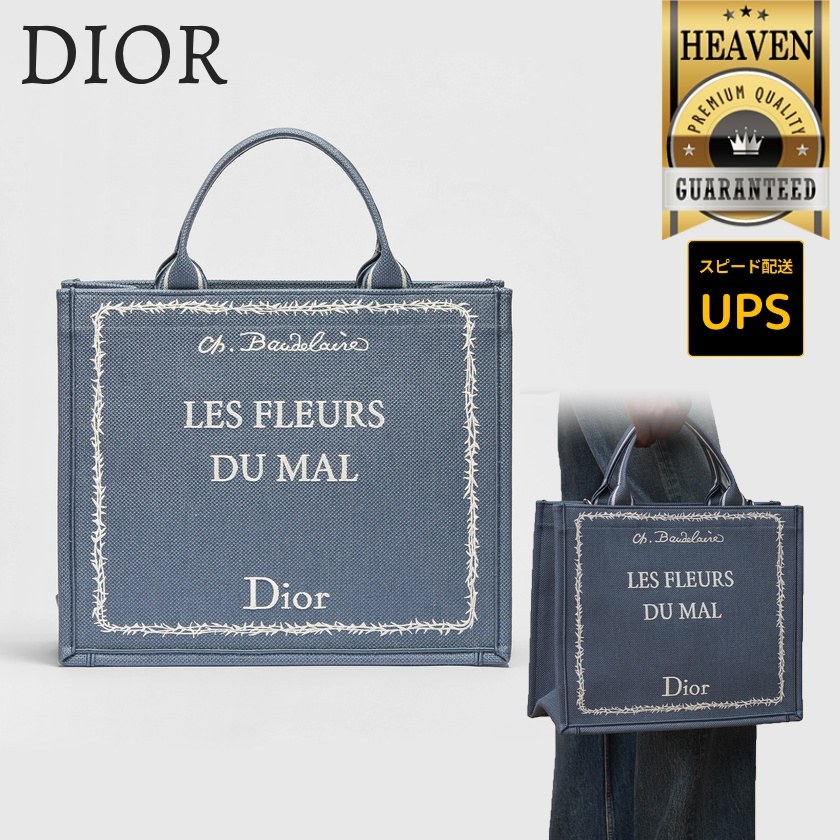 DIOR
HEAVEN
PREMIUM QUALITY
GUARANTEED
スピード配送
UPS
Ch. Baudelaire
LES FLEURS
DU MAL
Dior
Ch. Baudelaire
LES FLEURS
DU MAL
Dior